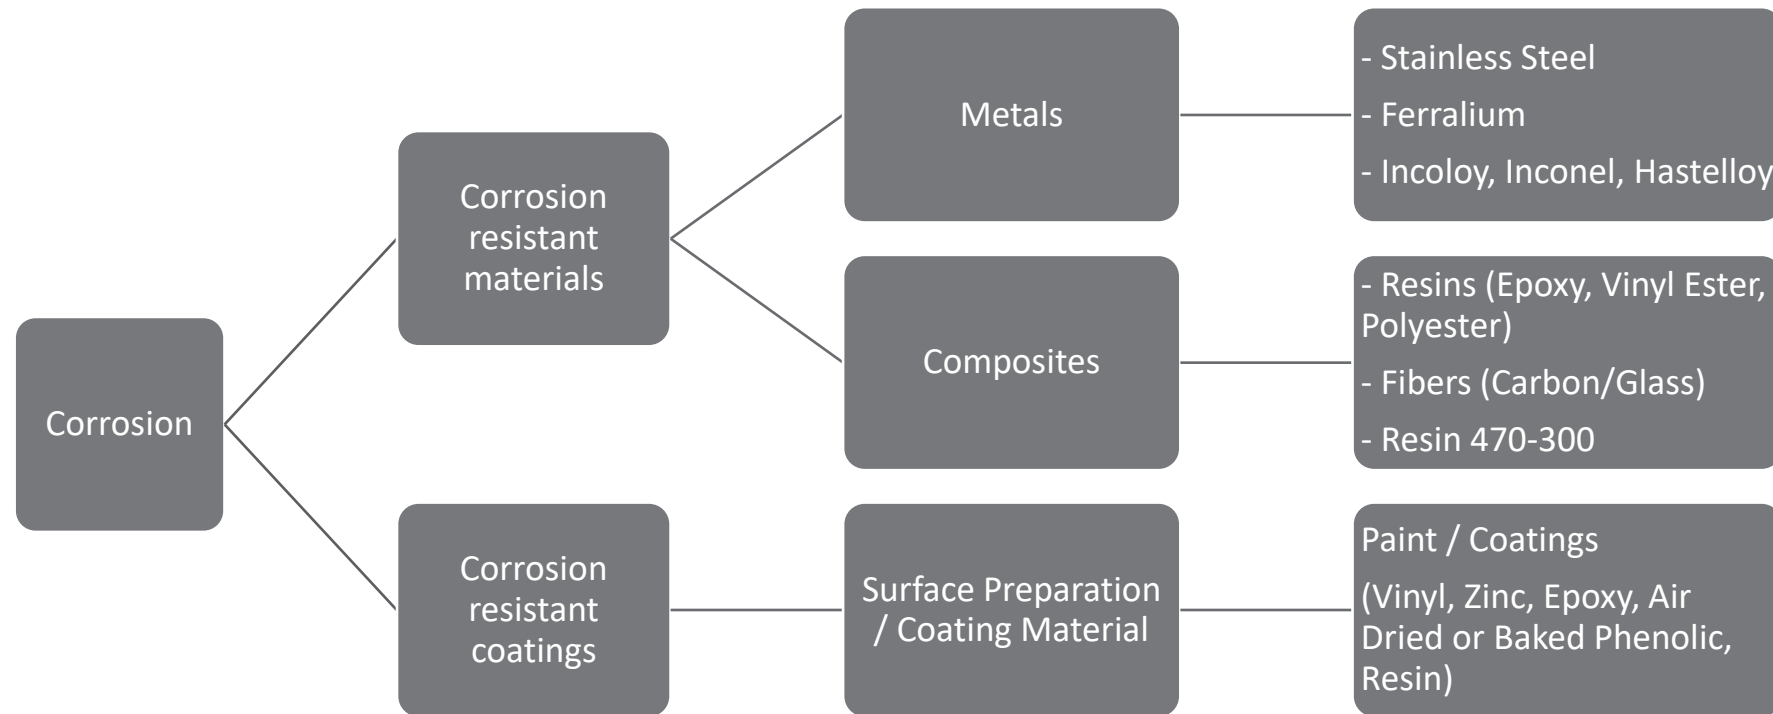 Corrosion
Corrosion
resistant
materials
Corrosion
resistant
coatings
Metals
Composites
Surface Preparation
/ Coating Material
- Stainless Steel
- Ferralium
- Incoloy, Inconel, Hastelloy
- Resins (Epoxy, Vinyl Ester,
Polyester)
- Fibers (Carbon/Glass)
- Resin 470-300
Paint / Coatings
(Vinyl, Zinc, Epoxy, Air
Dried or Baked Phenolic,
Resin)